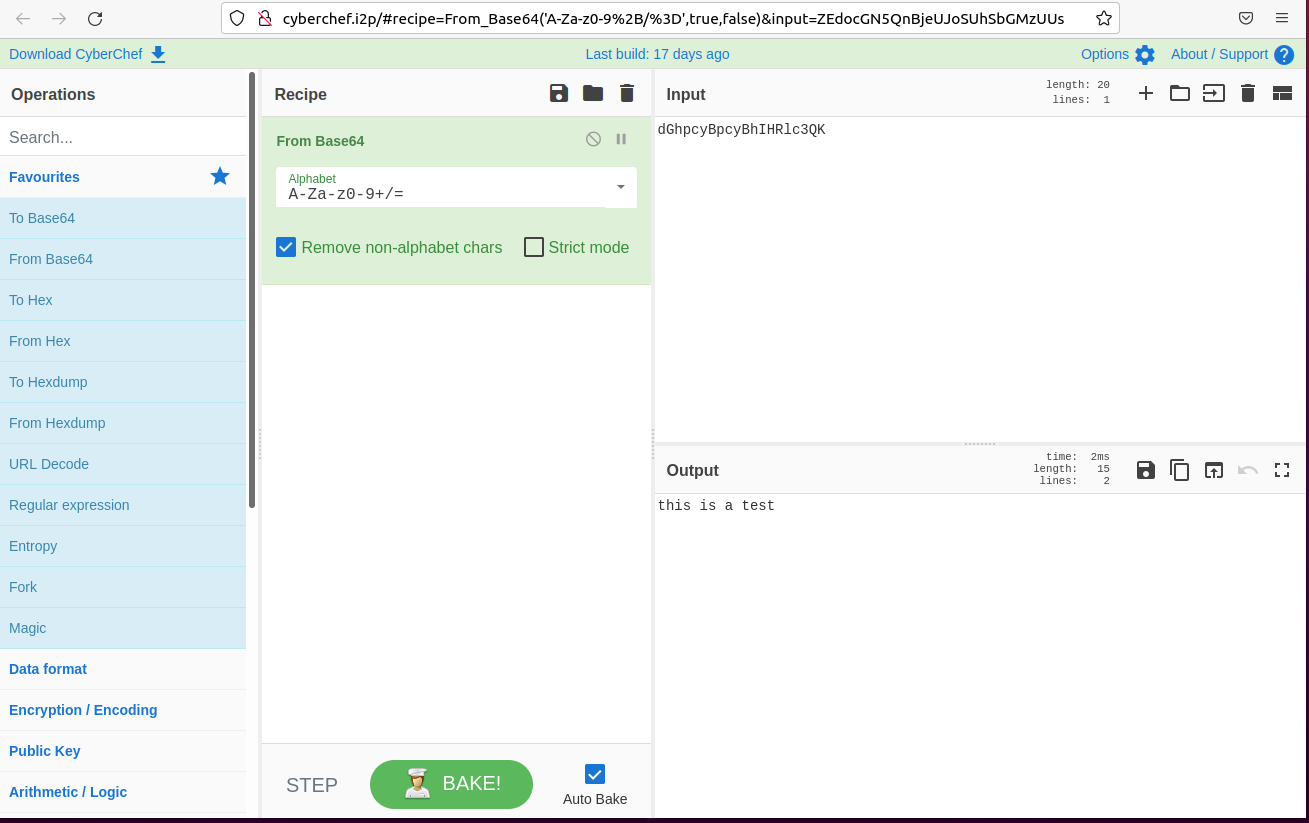 cyberchef.i2p/#recipe=From_Base64('A-Za-z0-9%2B/%3D',true,false)&input=ZEdocGN5QnBjeUJoSUhSbGMzUUs
Download CyberChef
Last build: 17 days ago
Options
About / Support
Operations
Search...
Favourites
To Base64
From Base64
To Hex
From Hex
To Hexdump
From Hexdump
URL Decode
Regular expression
Entropy
Fork
Magic
Data format
Encryption / Encoding
Public Key
Arithmetic / Logic
Recipe
From Base64
Alphabet
A-Za-z0-9+/=
Remove non-alphabet chars
Strict mode
STEP
BAKE!
Auto Bake
Input
length: 20
lines: 1
dGhpcyBpcyBhIHRlc3QK
Output
time: 2ms
length: 15
lines: 2
this is a test